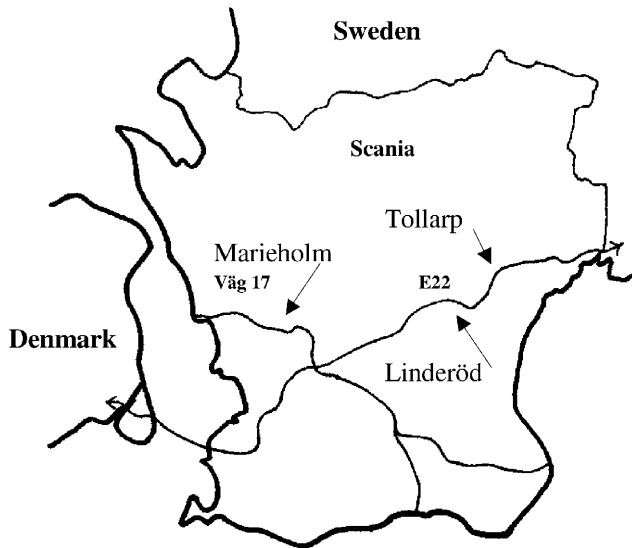 Sweden
Scania
Tollarp
Marieholm
Väg 17
E22
Denmark
Linderöd